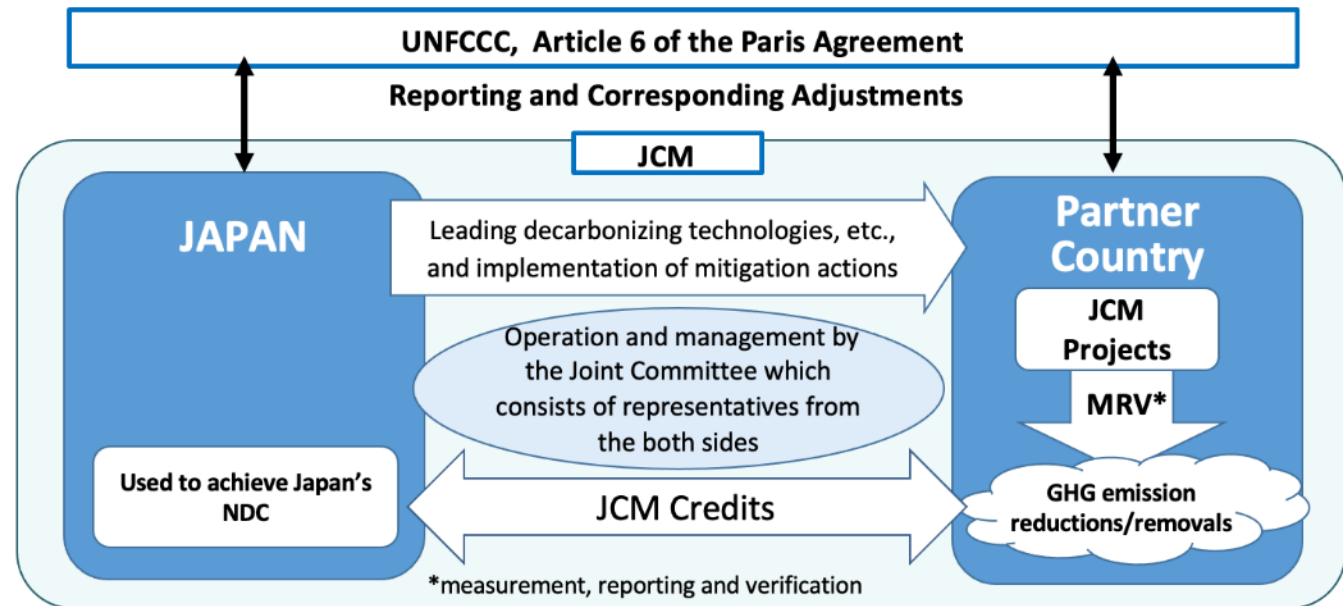 UNFCCC, Article 6 of the Paris Agreement
Reporting and Corresponding Adjustments
JCM
JAPAN
Leading decarbonizing technologies, etc.,
and implementation of mitigation actions
Partner
Country
JCM
Projects
Operation and management by
the Joint Committee which
consists of representatives from
the both sides
MRV*
Used to achieve Japan's
NDC
JCM Credits
GHG emission
reductions/removals
*measurement, reporting and verification